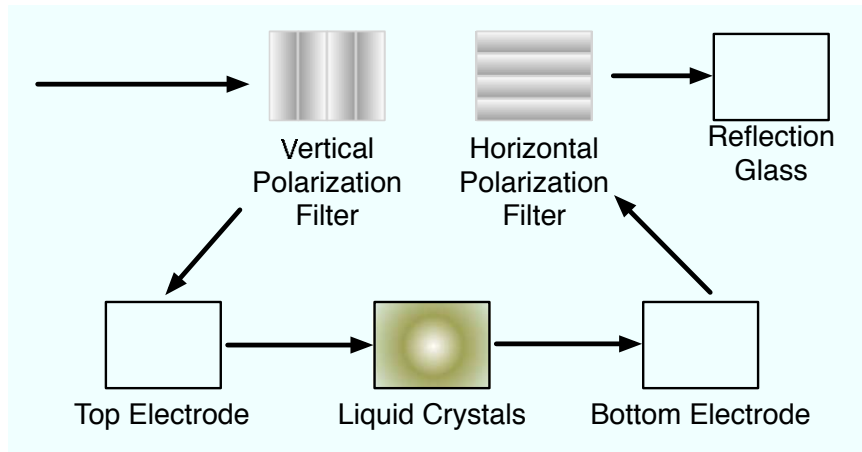 Vertical
Polarization
Filter
Horizontal
Polarization
Filter
Reflection
Glass
Top Electrode
Liquid Crystals
Bottom Electrode